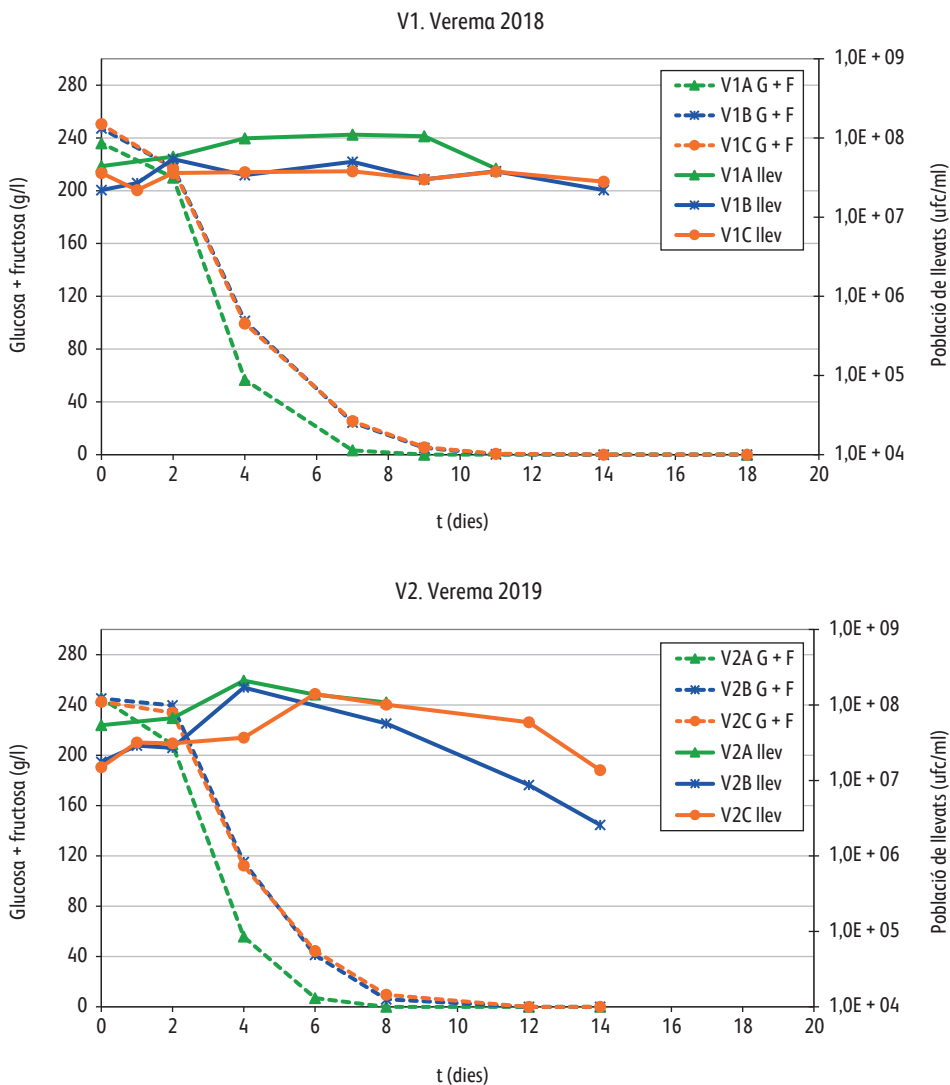 V1. Verema 2018
Glucosa + fructosa (g/l)
280
240
200
160
120
80
40
0
0 2 4 6 8 10 12 14 16 18 20
t (dies)
1,0E + 09
1,0E + 08
1,0E + 07
1,0E + 06
1,0E + 05
1,0E + 04
Població de llevats (ufc/ml)
V1A G + F
V1B G + F
V1C G + F
V1A llev
V1B llev
V1C llev
V2. Verema 2019
Glucosa + fructosa (g/l)
280
240
200
160
120
80
40
0
0 2 4 6 8 10 12 14 16 18 20
t (dies)
1,0E + 09
1,0E + 08
1,0E + 07
1,0E + 06
1,0E + 05
1,0E + 04
Població de llevats (ufc/ml)
V2A G + F
V2B G + F
V2C G + F
V2A llev
V2B llev
V2C llev